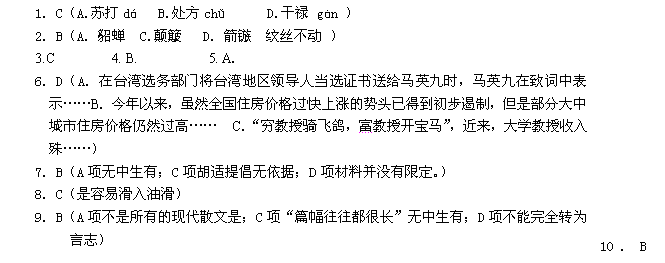 1. C（A.苏打 dá   B.处方 chǔ     D.干禄 gān ）
2. B（A. 貂蝉  C.颠簸   D. 箭镞  纹丝不动 ）
3.C       4. B.        5. A.
6. D（A. 在台湾选务部门将台湾地区领导人当选证书送给马英九时，马英九在致词中表
示……B. 今年以来，虽然全国住房价格过快上涨的势头已得到初步遏制，但是部分大中
城市住房价格仍然过高……  C.“穷教授骑飞鸽，富教授开宝马”，近来，大学教授收入
殊……）
7. B（A 项无中生有；C 项胡适提倡无依据；D 项材料并没有限定。）
8. C（是容易滑入油滑）
9. B（A 项不是所有的现代散文是；C 项“篇幅往往都很长”无中生有；D 项不能完全转为
言志）
10 .  B